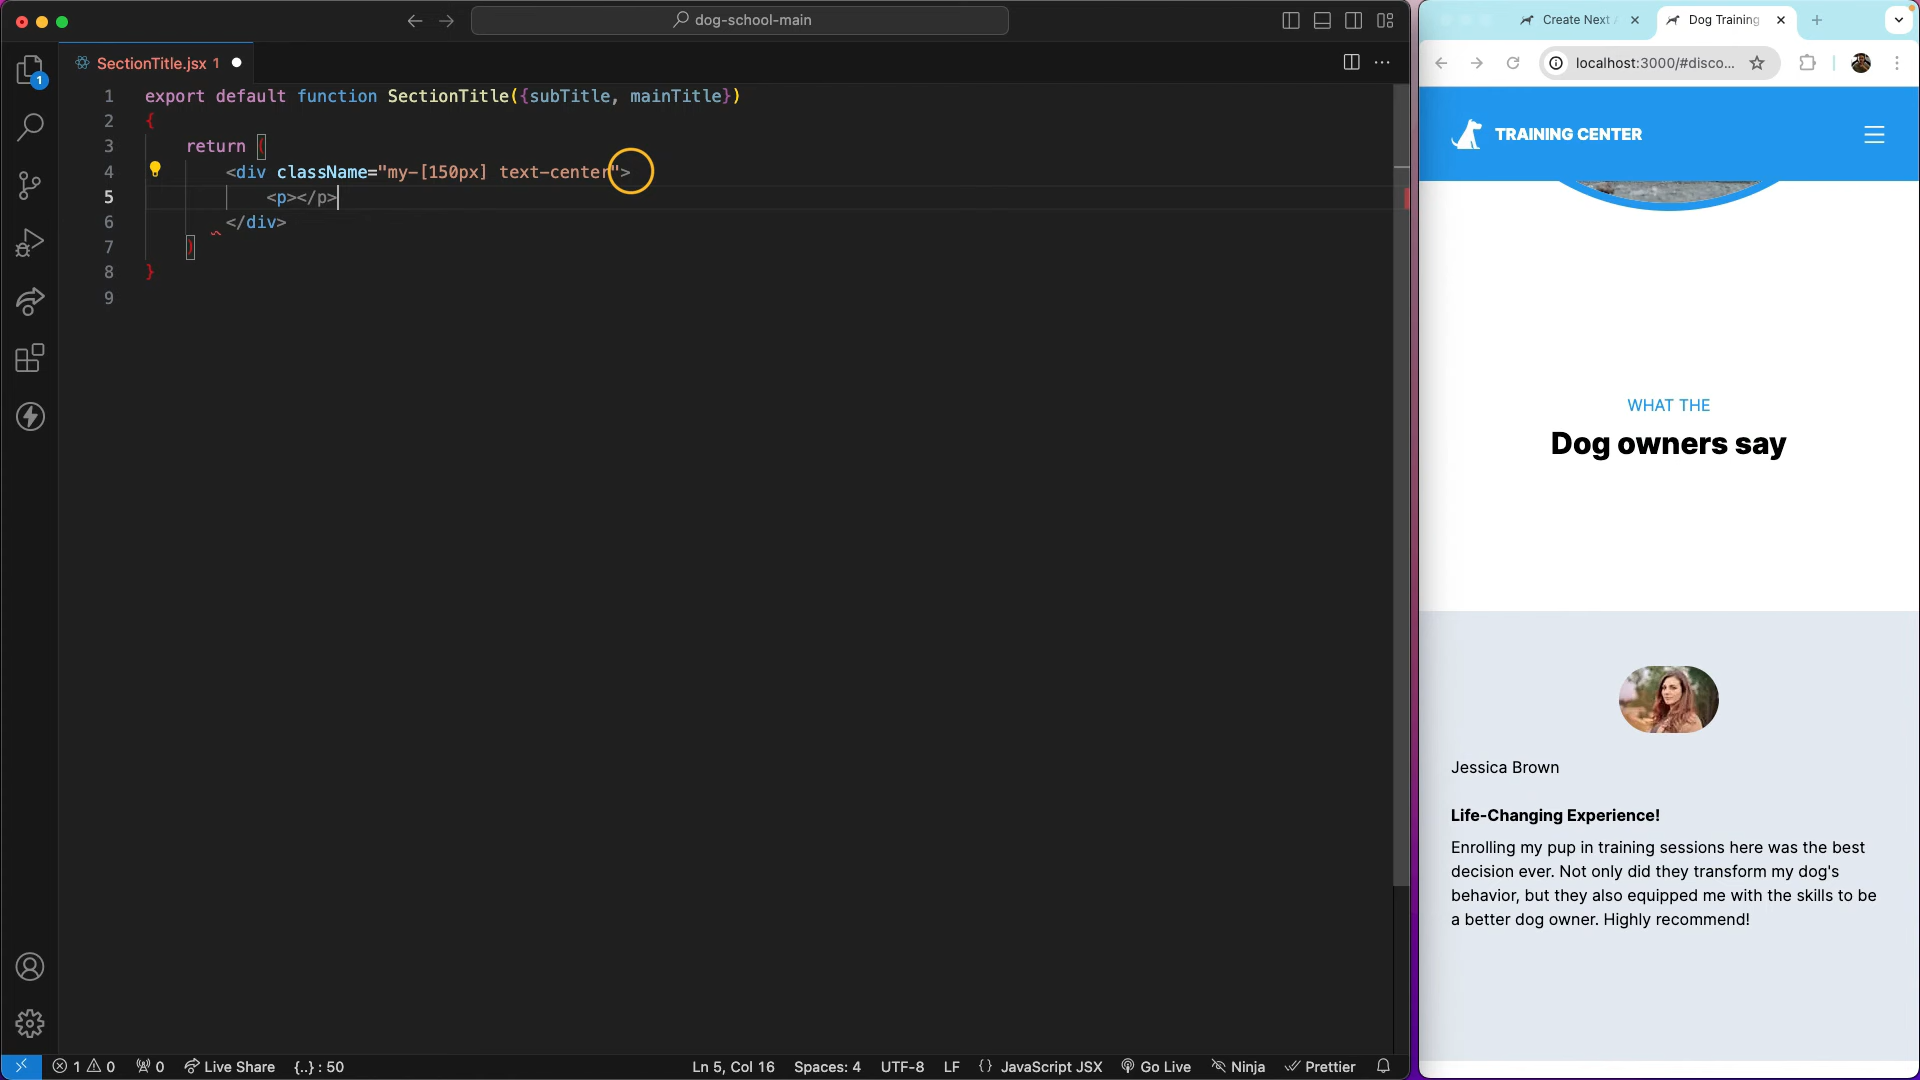 dog-school-main
SectionTitle.jsx 1
1 export default function SectionTitle({subTitle, mainTitle})
2 {
3 return (
4 <div className="my-[150px] text-center">
5 <p></p>
6 </div>
7 )
8 }
9
1
1 0 0 Live Share {..} : 50 Ln 5, Col 16 Spaces: 4 UTF-8 LF {} JavaScript JSX Go Live Ninja Prettier
Create Next Dog Training
localhost:3000/#disco...
TRAINING CENTER
WHAT THE
Dog owners say
Jessica Brown
Life-Changing Experience!
Enrolling my pup in training sessions here was the best
decision ever. Not only did they transform my dog's
behavior, but they also equipped me with the skills to be
a better dog owner. Highly recommend!